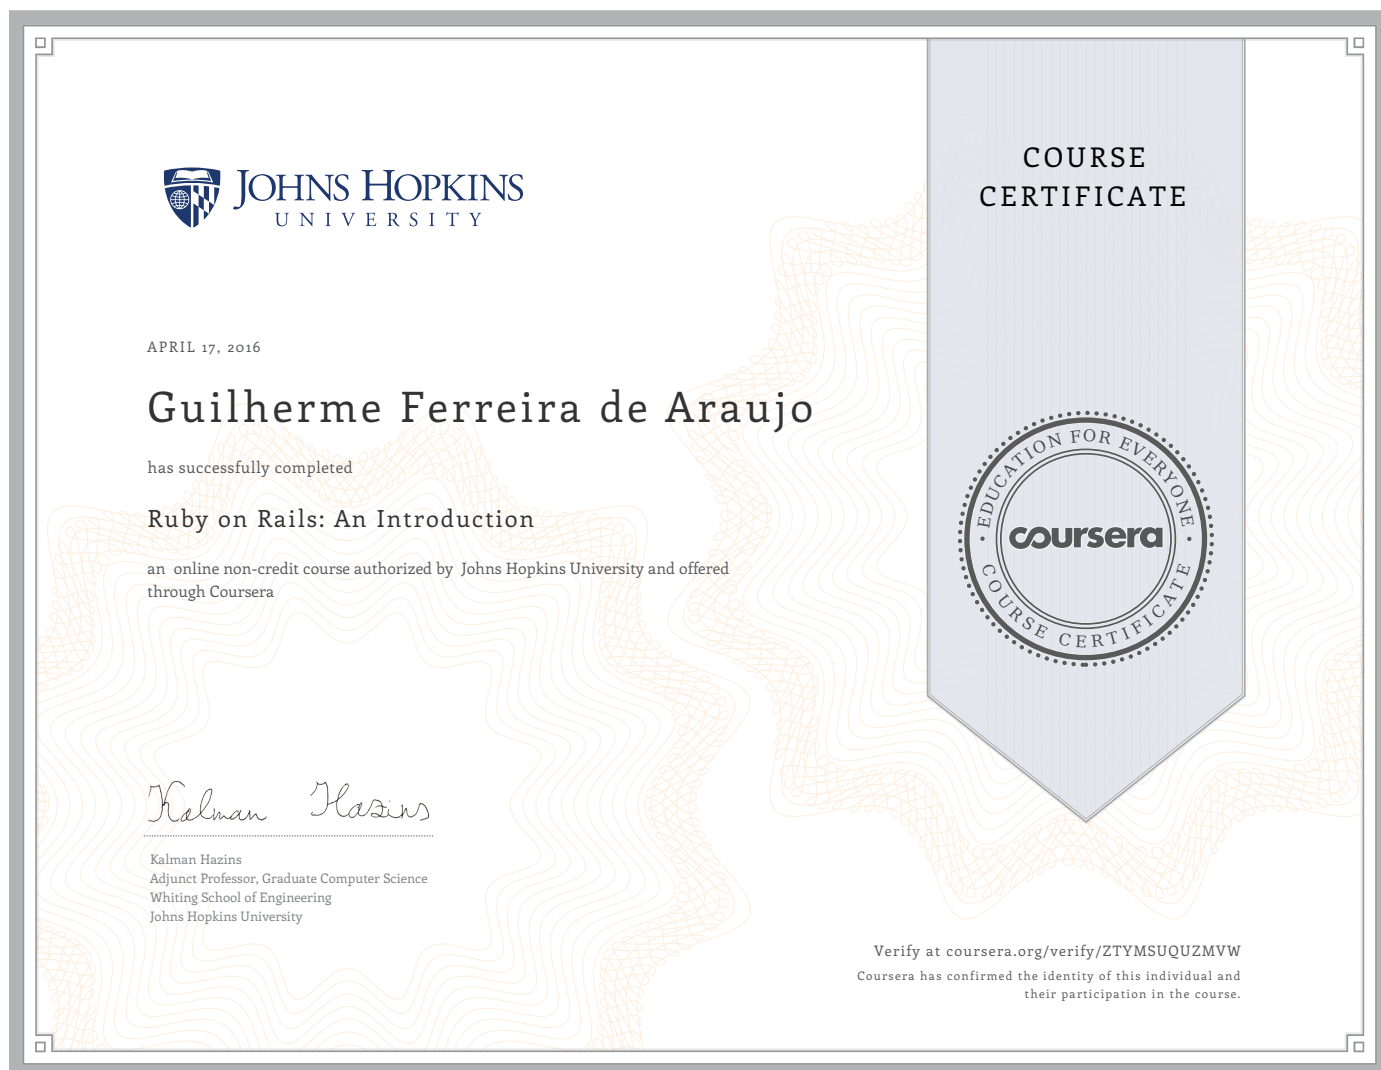 JOHNS HOPKINS
UNIVERSITY
COURSE
CERTIFICATE
APRIL 17, 2016
Guilherme Ferreira de Araujo
has successfully completed
Ruby on Rails: An Introduction
an online non-credit course authorized by Johns Hopkins University and offered
through Coursera
EDUCATION FOR EVERYONE
coursera
COURSE CERTIFICATE
Kalman Hazins
Kalman Hazins
Adjunct Professor, Graduate Computer Science
Whiting School of Engineering
Johns Hopkins University
Verify at coursera.org/verify/ZTYMSUQUZMVW
Coursera has confirmed the identity of this individual and
their participation in the course.